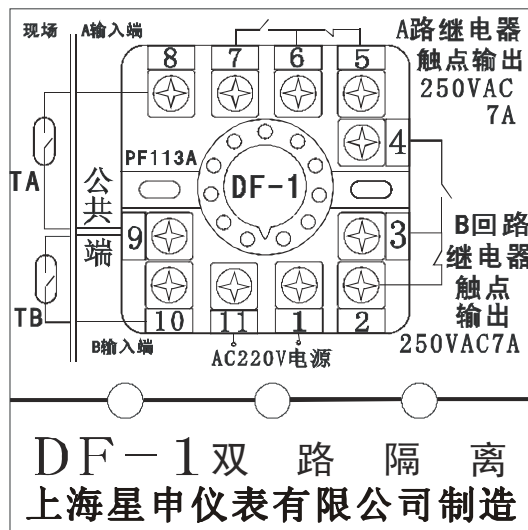 现场 A输入端
A路继电器
触点输出
250VAC
7A
8 7 6 5
4
PF113A
TA
公共端
DF-1
9
3
B回路
继电器
触点
输出
250VAC7A
TB
10 11 1 2
B输入端
AC220V电源
DF-1双路隔离
上海星申仪表有限公司制造